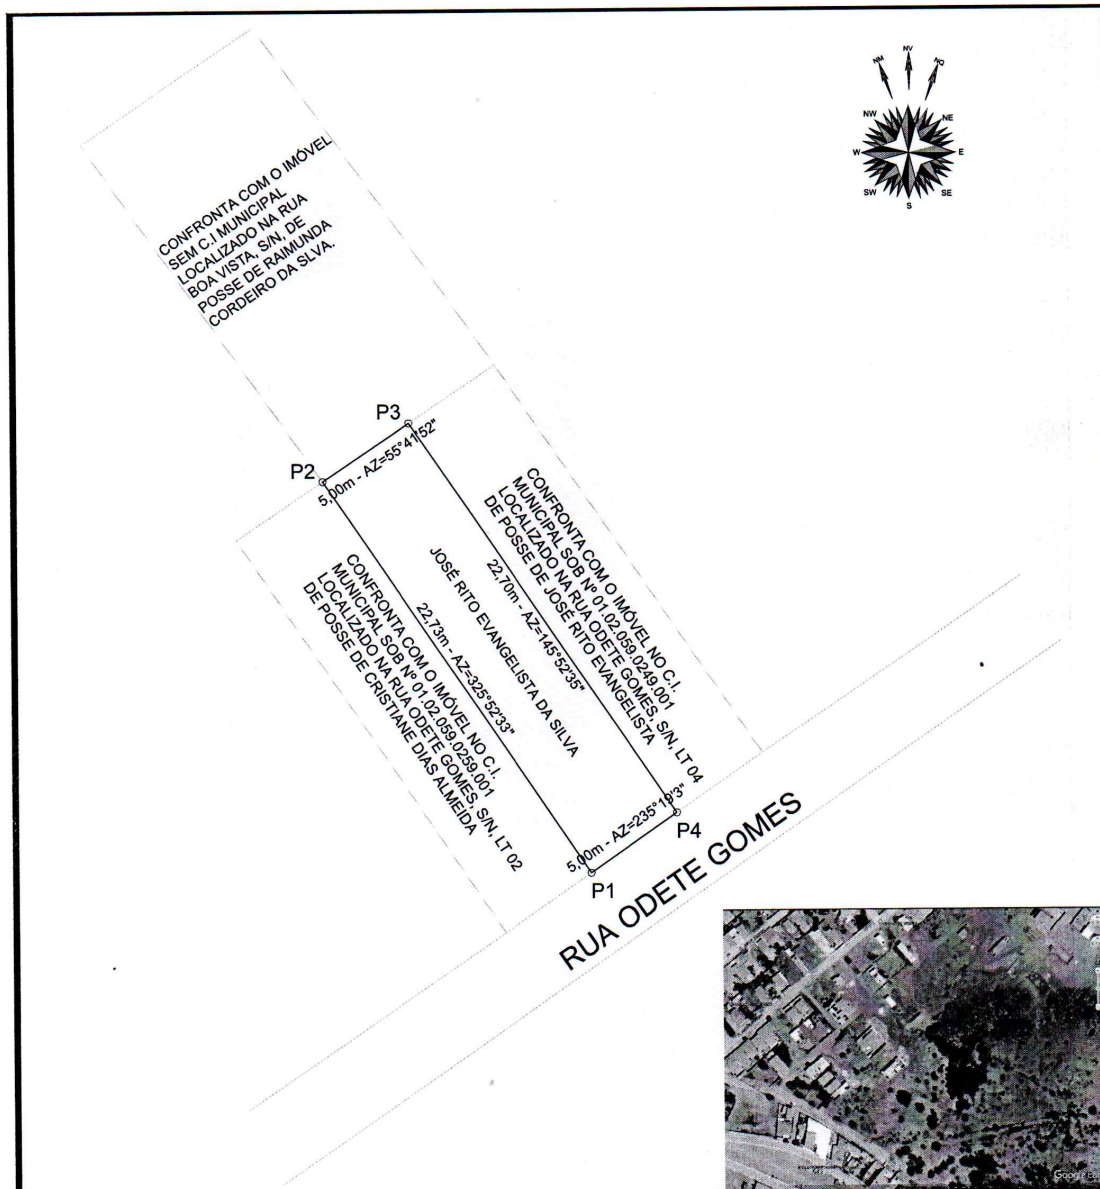 NM
NV
NQ
NW
NE
W
E
SW
SE
S
CONFRONTA COM O IMÓVEL
SEM C.I MUNICIPAL
LOCALIZADO NA RUA
BOA VISTA, S/N, DE
POSSE DE RAIMUNDA
CORDEIRO DA SLVA.
P3
P2
5,00m - AZ=55°41'52"
CONFRONTA COM O IMÓVEL NO C.I.
MUNICIPAL SOB Nº 01.02.059.0249.001
LOCALIZADO NA RUA ODETE GOMES, S/N, LT 04
DE POSSE DE JOSÉ RITO EVANGELISTA
22,70m - AZ=145°52'35"
JOSÉ RITO EVANGELISTA DA SILVA
22,73m - AZ=325°52'33"
CONFRONTA COM O IMÓVEL NO C.I.
MUNICIPAL SOB Nº 01.02.059.0259.001
LOCALIZADO NA RUA ODETE GOMES, S/N, LT 02
DE POSSE DE CRISTIANE DIAS ALMEIDA
5,00m - AZ=235°19'3"
P4
P1
RUA ODETE GOMES